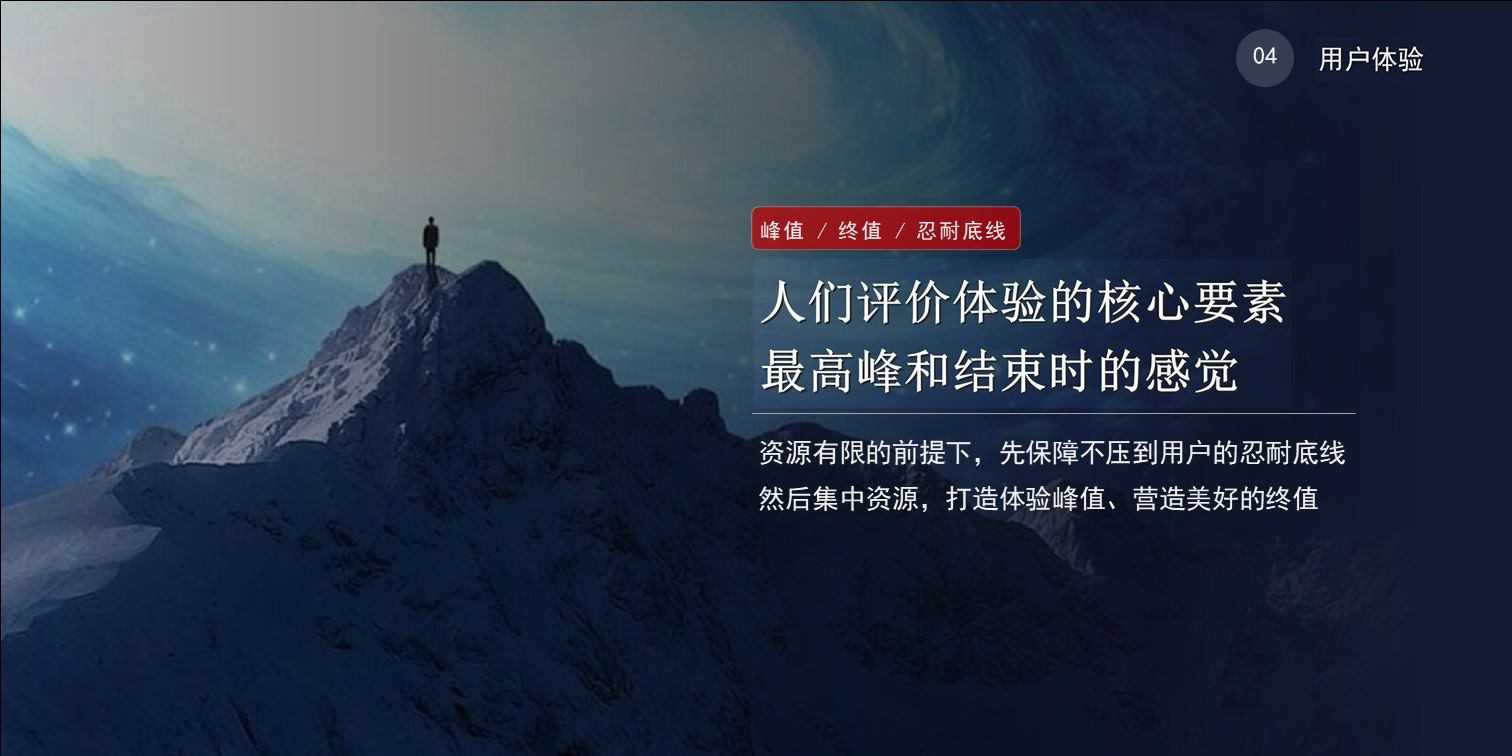 04 用户体验
峰值 / 终值 / 忍耐底线
人们评价体验的核心要素
最高峰和结束时的感觉
资源有限的前提下，先保障不压到用户的忍耐底线
然后集中资源，打造体验峰值、营造美好的终值